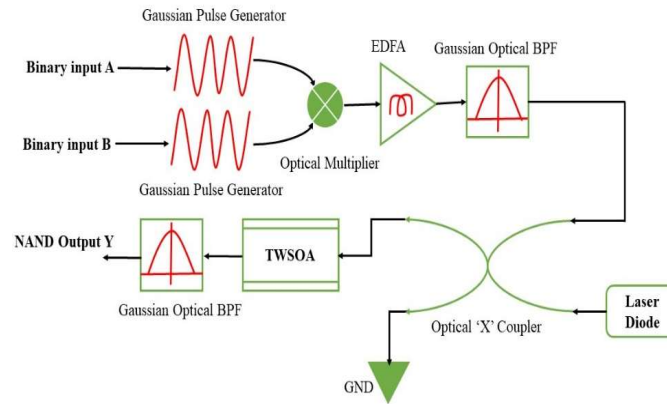 Gaussian Pulse Generator
EDFA
Gaussian Optical BPF
Binary input A
Binary input B
Optical Multiplier
Gaussian Pulse Generator
NAND Output Y
TWSOA
Gaussian Optical BPF
Optical ‘X’ Coupler
Laser
Diode
GND